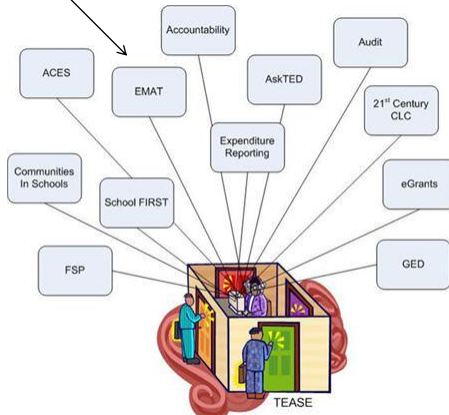 Accountability
Audit
ACES
EMAT
AskTED
21st Century
CLC
Expenditure
Reporting
Communities
In Schools
School FIRST
eGrants
FSP
GED
TEASE